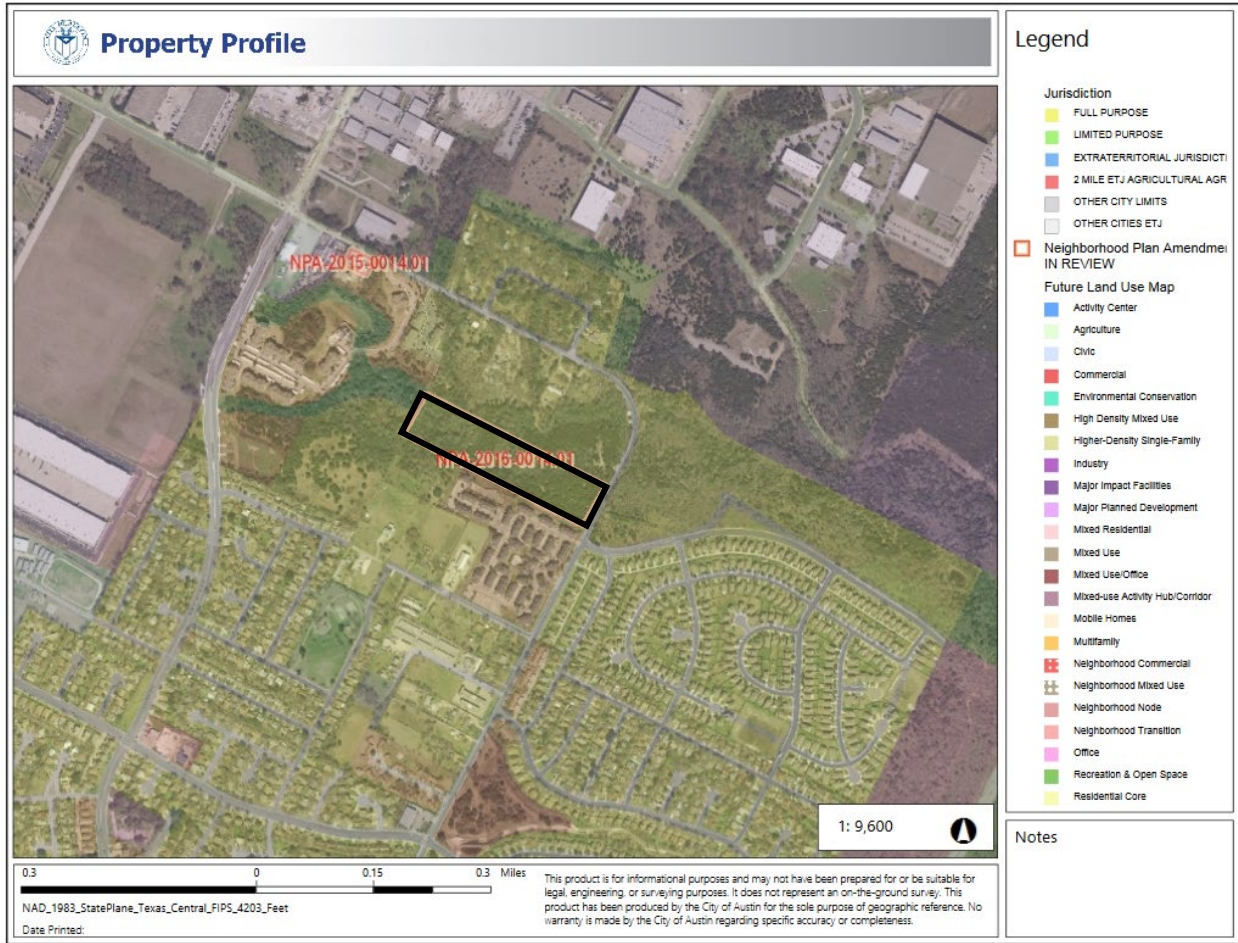 Property Profile
NPA-2015-0014.01
NPA-2016-0014.01
1: 9,600
Legend
Jurisdiction
FULL PURPOSE
LIMITED PURPOSE
EXTRATERRITORIAL JURISDICTI
2 MILE ETJ AGRICULTURAL AGR
OTHER CITY LIMITS
OTHER CITIES ETJ
Neighborhood Plan Amendmer
IN REVIEW
Future Land Use Map
Activity Center
Agriculture
Civic
Commercial
Environmental Conservation
High Density Mixed Use
Higher-Density Single-Family
Industry
Major Impact Facilities
Major Planned Development
Mixed Residential
Mixed Use
Mixed Use/Office
Mixed-use Activity Hub/Corridor
Mobile Homes
Multifamily
Neighborhood Commercial
Neighborhood Mixed Use
Neighborhood Node
Neighborhood Transition
Office
Recreation & Open Space
Residential Core
Notes
0.3 0 0.15 0.3 Miles
NAD_1983_StatePlane_Texas_Central_FIPS_4203_Feet
Date Printed:
This product is for informational purposes and may not have been prepared for or be suitable for
legal, engineering, or surveying purposes. It does not represent an on-the-ground survey. This
product has been produced by the City of Austin for the sole purpose of geographic reference. No
warranty is made by the City of Austin regarding specific accuracy or completeness.